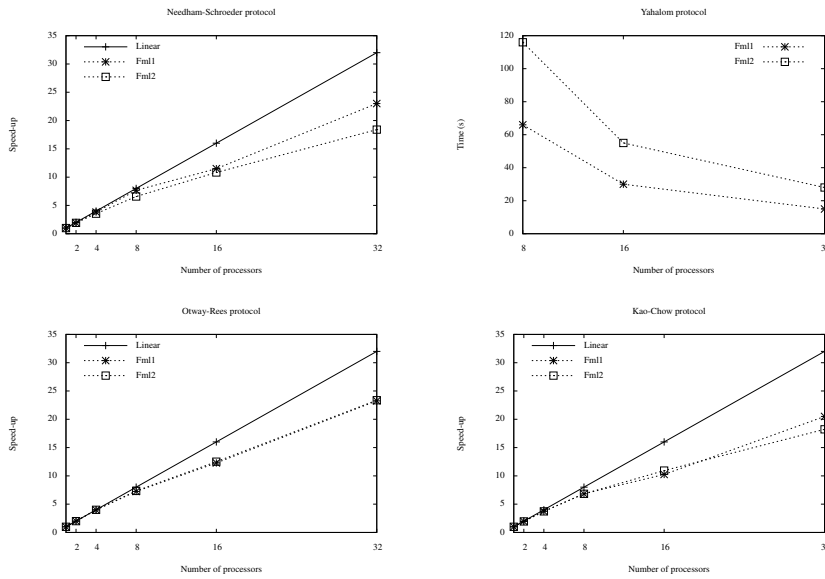 Needham-Schroeder protocol
35
30
25
20
15
10
5
0
Speed-up
Linear
Fml1
Fml2
2 4 8 16 32
Number of processors
Yahalom protocol
120
100
80
60
40
20
0
Time (s)
Fml1
Fml2
8 16 3
Number of processors
Otway-Rees protocol
35
30
25
20
15
10
5
0
Speed-up
Linear
Fml1
Fml2
2 4 8 16 32
Number of processors
Kao-Chow protocol
35
30
25
20
15
10
5
0
Speed-up
Linear
Fml1
Fml2
2 4 8 16 3
Number of processors